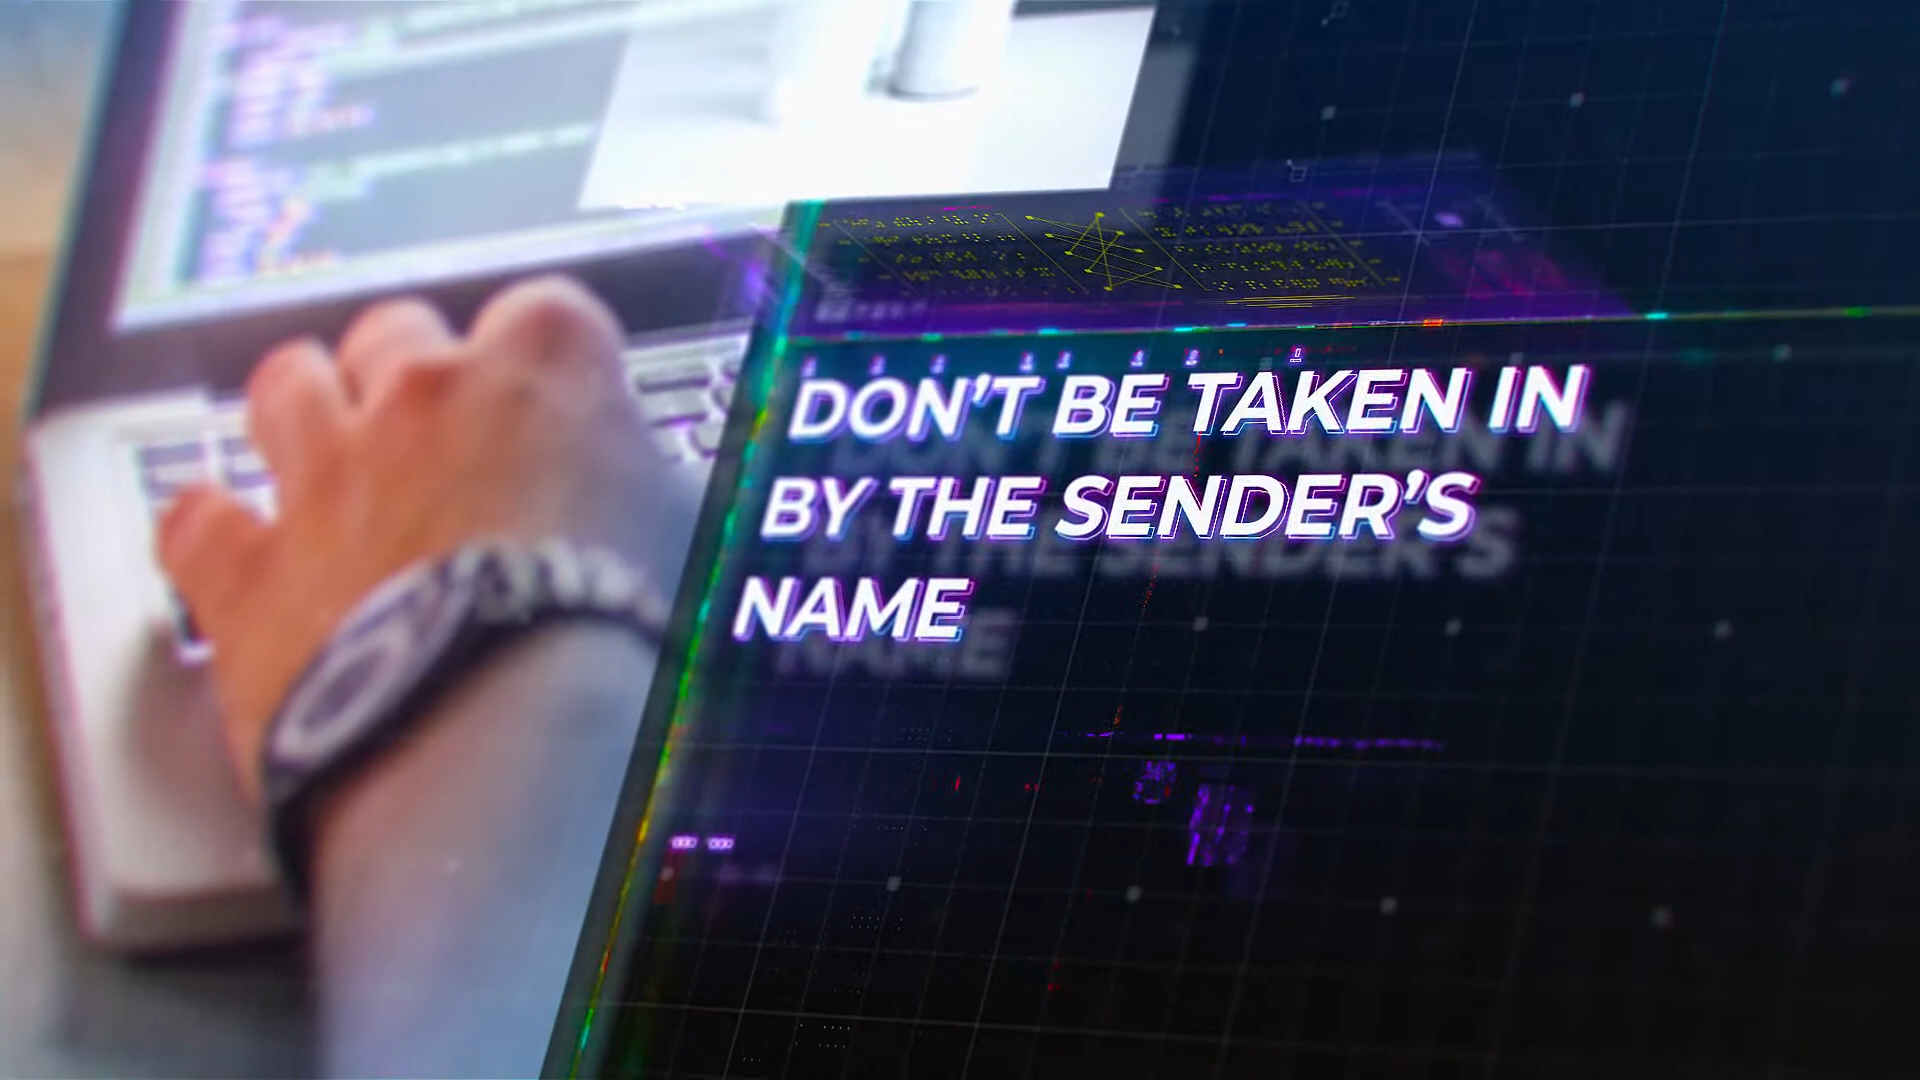 DON'T BE TAKEN IN
BY THE SENDER'S
NAME